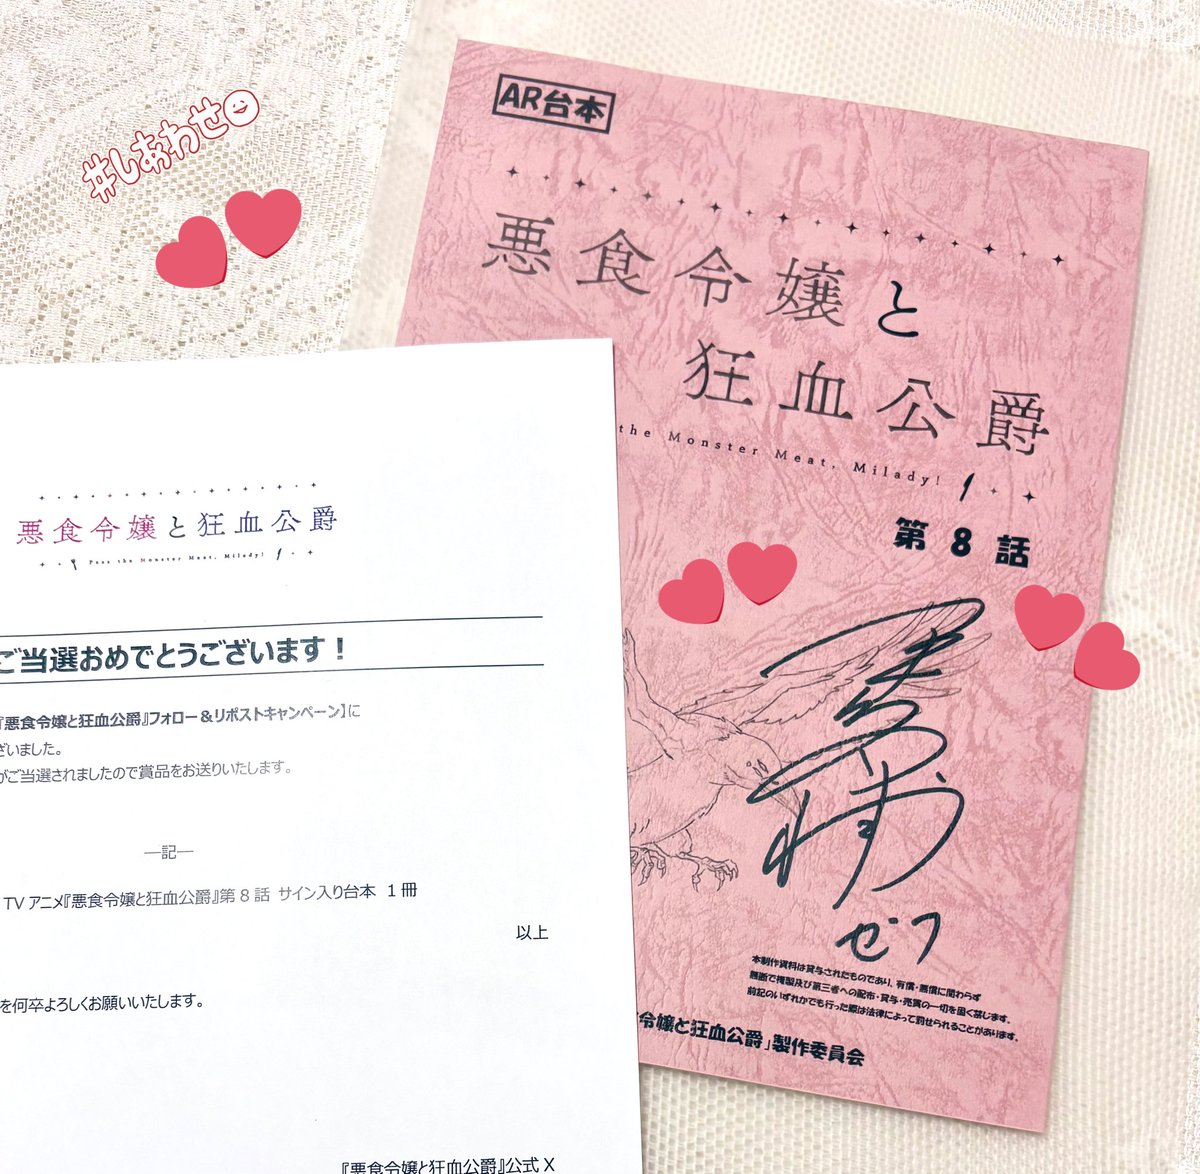 #しあわせ
AR台本
悪食令嬢と
狂血公爵
the Monster Meat, Milady!
第8話
ゼフ
本制作資料は貸与されたものであり、有償・無償に関わらず
無断で複製及び第三者への配布・貸与・売買の一切を固く禁じます。
前記のいずれかでも行った際は法律によって罰せられることがあります。
令嬢と狂血公爵」製作委員会
悪食令嬢と狂血公爵
Pass the Monster Meat, Milady!
ご当選おめでとうございます！
『悪食令嬢と狂血公爵』フォロー＆リポストキャンペーン】に
ざいました。
がご当選されましたので賞品をお送りいたします。
―記―
TVアニメ『悪食令嬢と狂血公爵』第8話 サイン入り台本 1冊
以上
を何卒よろしくお願いいたします。
『悪食令嬢と狂血公爵』公式X